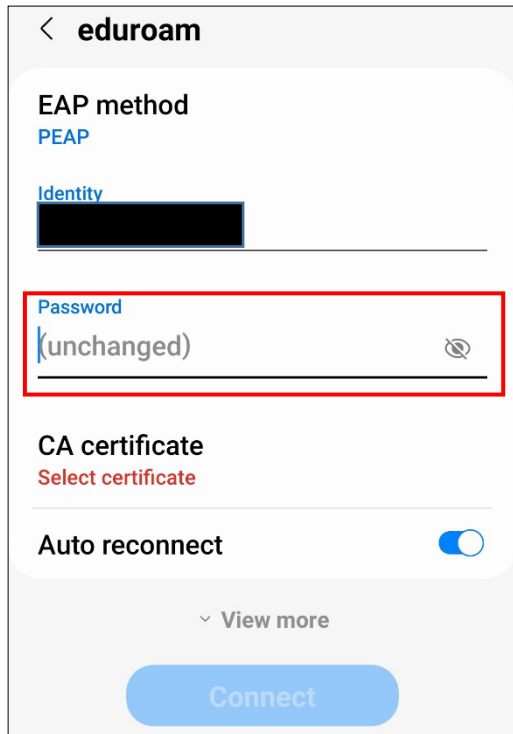 eduroam
EAP method
PEAP
Identity
Password
(unchanged)
CA certificate
Select certificate
Auto reconnect
View more
Connect